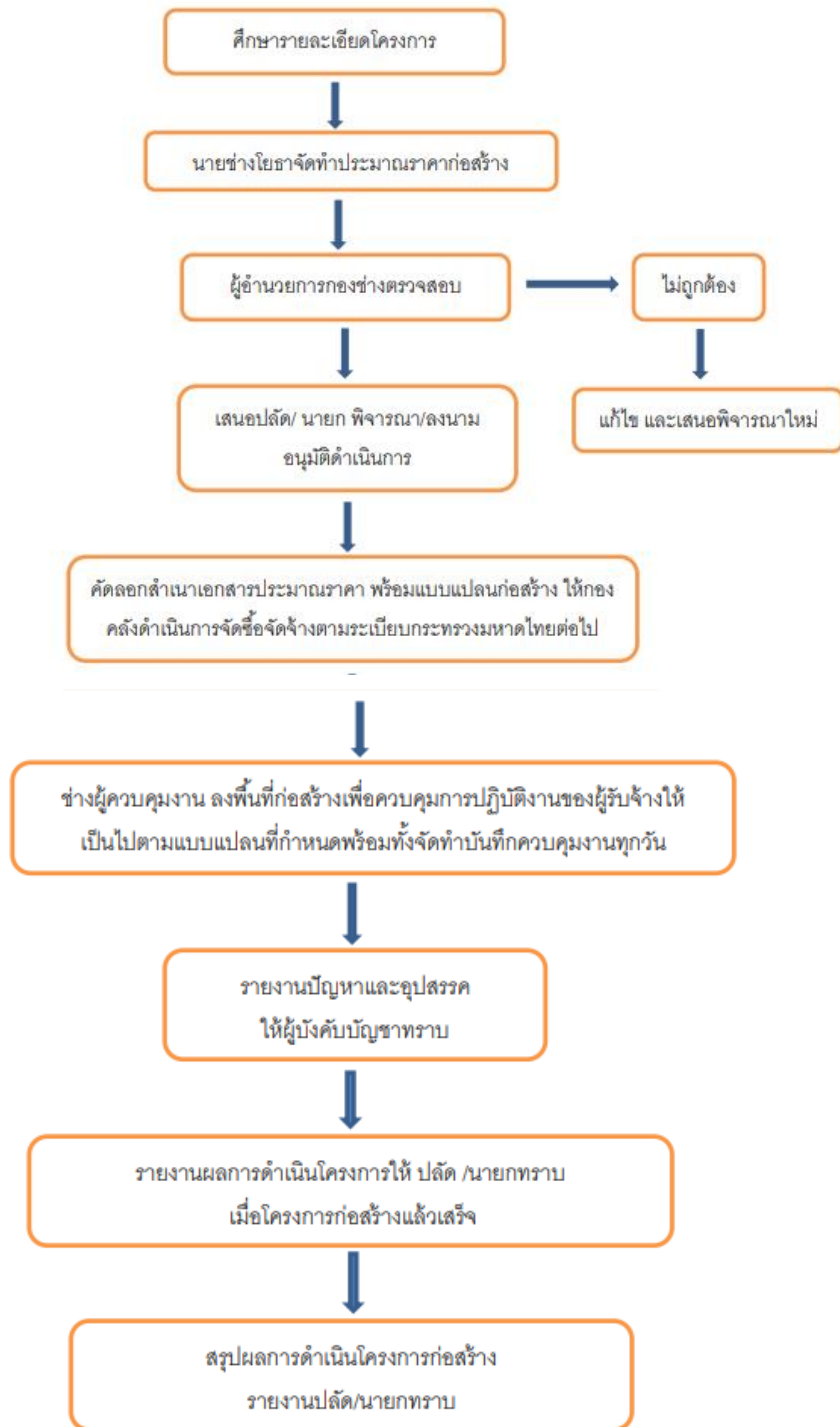 ศึกษารายละเอียดโครงการ
นายช่างโยธาจัดทำประมาณราคาก่อสร้าง
ผู้อำนวยการกองช่างตรวจสอบ
ไม่ถูกต้อง
เสนอปลัด/ นายก พิจารณา/ลงนาม
อนุมัติดำเนินการ
แก้ไข และเสนอพิจารณาใหม่
คัดลอกสำเนาเอกสารประมาณราคา พร้อมแบบแปลนก่อสร้าง ให้กอง
คลังดำเนินการจัดซื้อจัดจ้างตามระเบียบกระทรวงมหาดไทยต่อไป
ช่างผู้ควบคุมงาน ลงพื้นที่ก่อสร้างเพื่อควบคุมการปฏิบัติงานของผู้รับจ้างให้
เป็นไปตามแบบแปลนที่กำหนดพร้อมทั้งจัดทำบันทึกควบคุมงานทุกวัน
รายงานปัญหาและอุปสรรค
ให้ผู้บังคับบัญชาทราบ
รายงานผลการดำเนินโครงการให้ ปลัด /นายกทราบ
เมื่อโครงการก่อสร้างแล้วเสร็จ
สรุปผลการดำเนินโครงการก่อสร้าง
รายงานปลัด/นายกทราบ